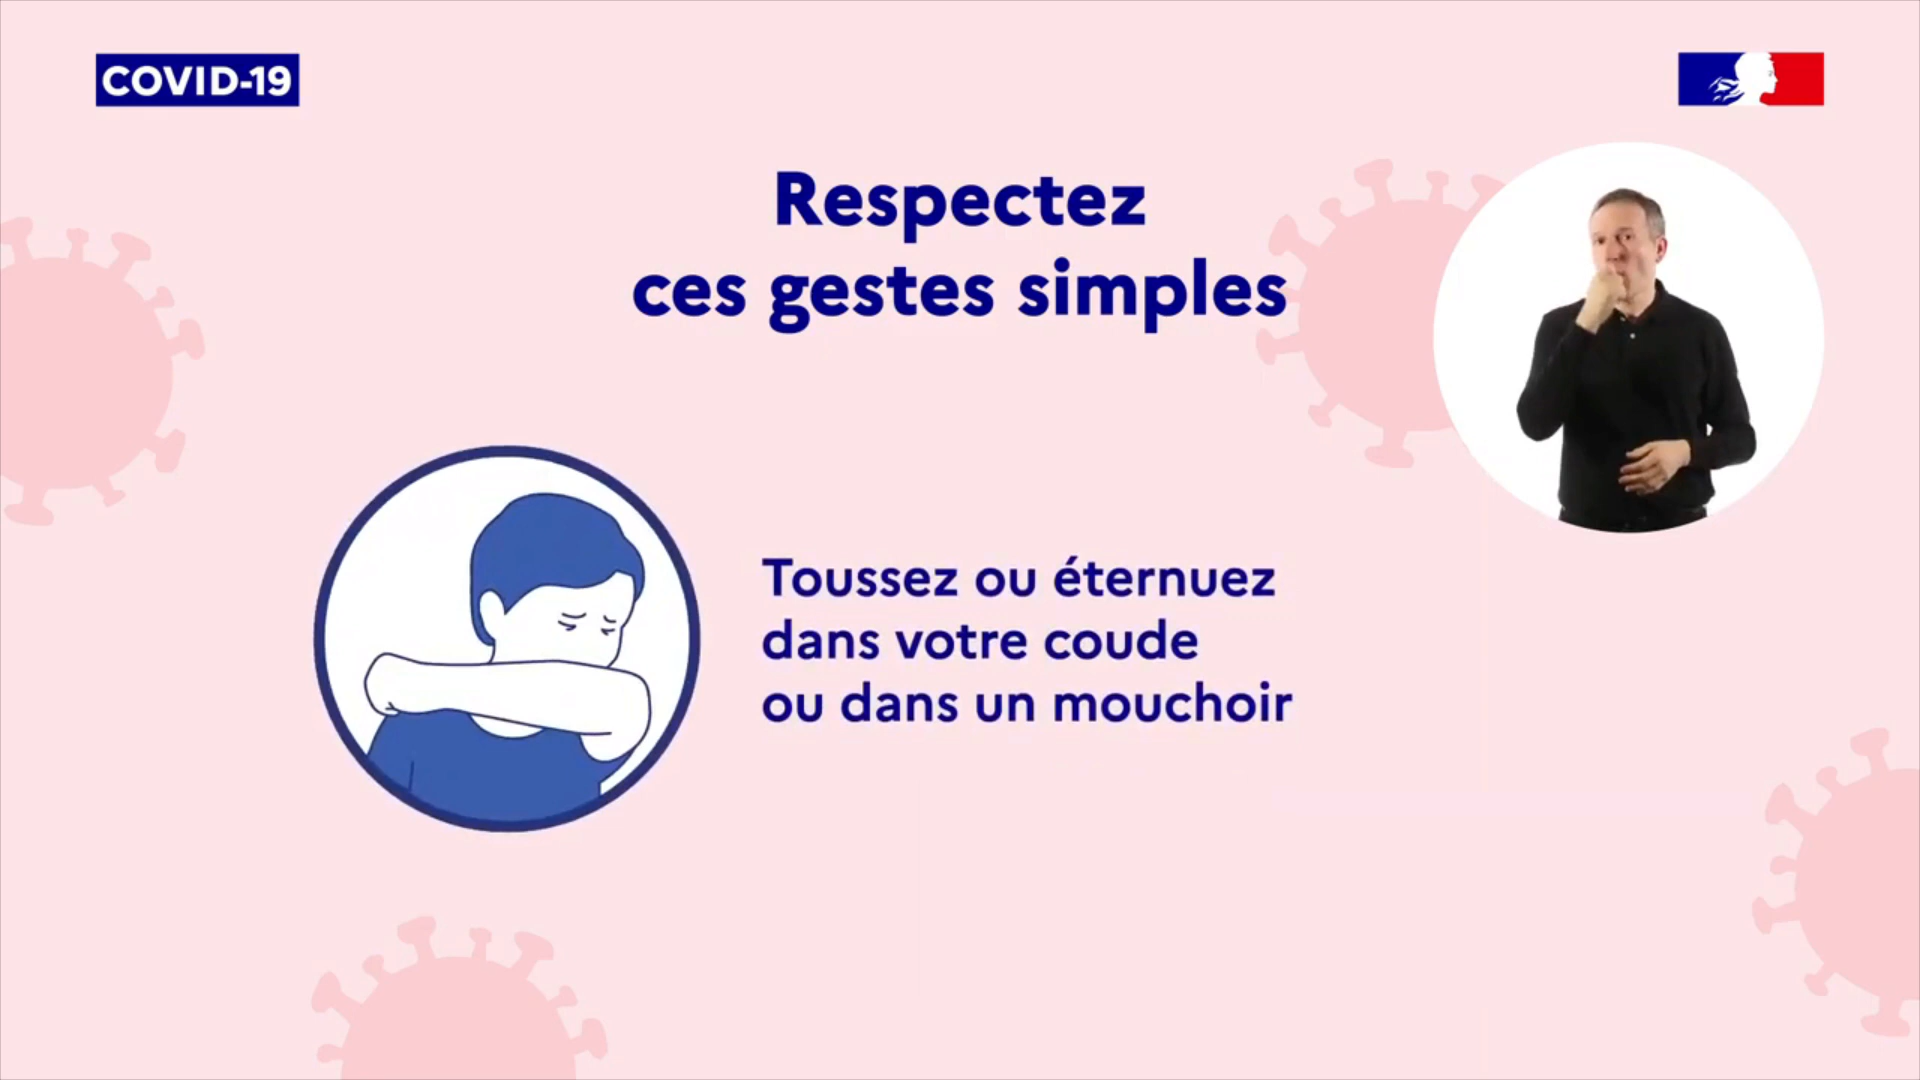 COVID-19
Respectez
ces gestes simples
Toussez ou éternuez
dans votre coude
ou dans un mouchoir